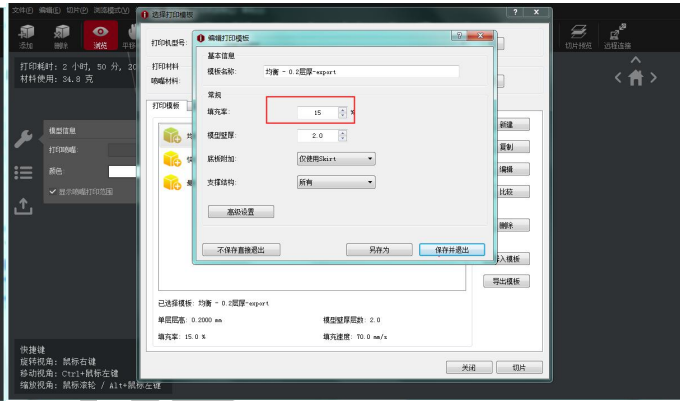 文件(F) 编辑(E) 切片(P) 浏览模式(V)
选择打印模板
添加 删除 浏览 平移
切片预览 远程连接
打印机型号:
编辑打印模板
打印耗时: 2 小时, 50 分, 20
材料使用: 34.8 克
打印材料
喷嘴材料:
基本信息
模板名称: 均衡 - 0.2层厚-export
打印模板
常规
填充率: 15 %
模型壁厚: 2.0
底板附加: 仅使用Skirt
支撑结构: 所有
高级设置
不保存直接退出 另存为 保存并退出
模型信息
打印喷嘴:
颜色:
显示喷嘴打印范围
新建
复制
编辑
比较
删除
导入模板
导出模板
已选择模板: 均衡 - 0.2层厚-export
单层层高: 0.2000 mm 模型壁厚层数: 2.0
填充率: 15.0 % 填充速度: 70.0 mm/s
关闭 切片
快捷键
旋转视角: 鼠标右键
移动视角: Ctrl+鼠标左键
缩放视角: 鼠标滚轮 / Alt+鼠标左键